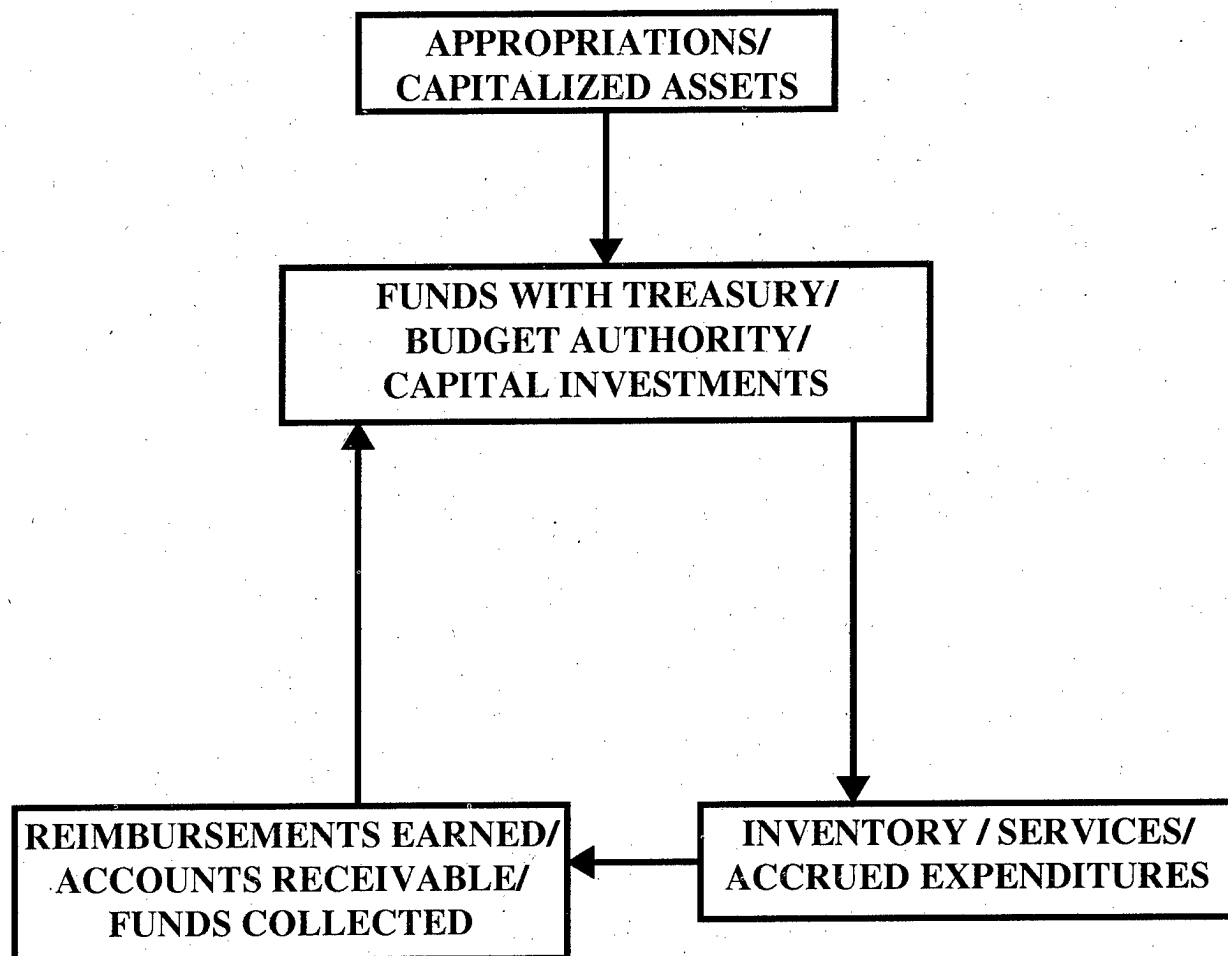 APPROPRIATIONS/
CAPITALIZED ASSETS
FUNDS WITH TREASURY/
BUDGET AUTHORITY/
CAPITAL INVESTMENTS
REIMBURSEMENTS EARNED/
ACCOUNTS RECEIVABLE/
FUNDS COLLECTED
INVENTORY / SERVICES/
ACCRUED EXPENDITURES